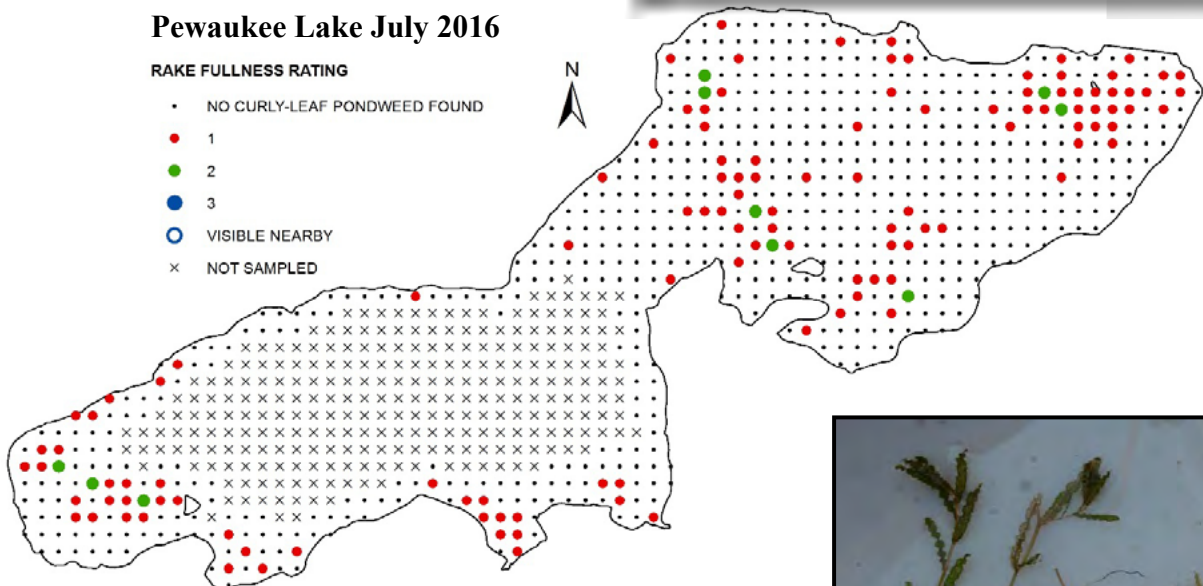 Pewaukee Lake July 2016
RAKE FULLNESS RATING
NO CURLY-LEAF PONDWEED FOUND
1
2
3
VISIBLE NEARBY
NOT SAMPLED
N